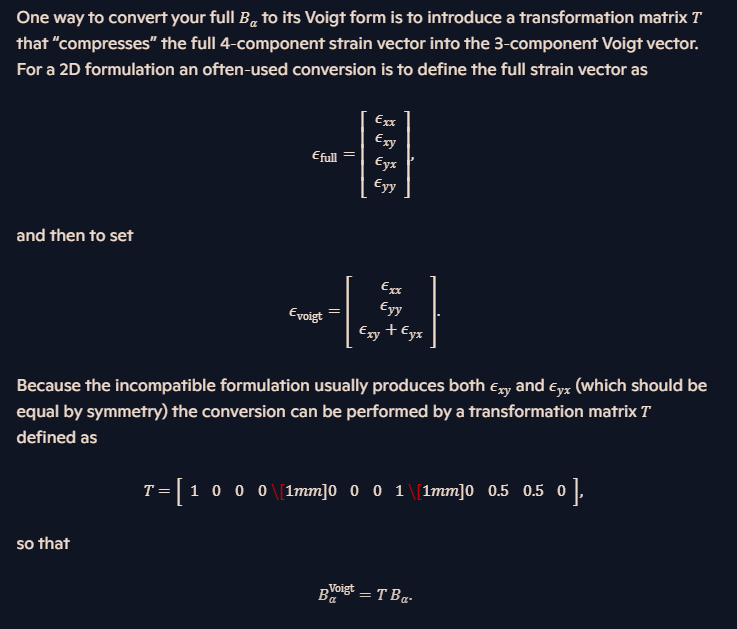 One way to convert your full B_α to its Voigt form is to introduce a transformation matrix T
that “compresses” the full 4-component strain vector into the 3-component Voigt vector.
For a 2D formulation an often-used conversion is to define the full strain vector as
ϵ_full = [ ϵ_xx
ϵ_xy
ϵ_yx
ϵ_yy ],
and then to set
ϵ_voigt = [ ϵ_xx
ϵ_yy
ϵ_xy + ϵ_yx ].
Because the incompatible formulation usually produces both ϵ_xy and ϵ_yx (which should be
equal by symmetry) the conversion can be performed by a transformation matrix T
defined as
T = [ 1 0 0 0 \[1mm]0 0 0 1 \[1mm]0 0.5 0.5 0 ],
so that
B_α^Voigt = T B_α.